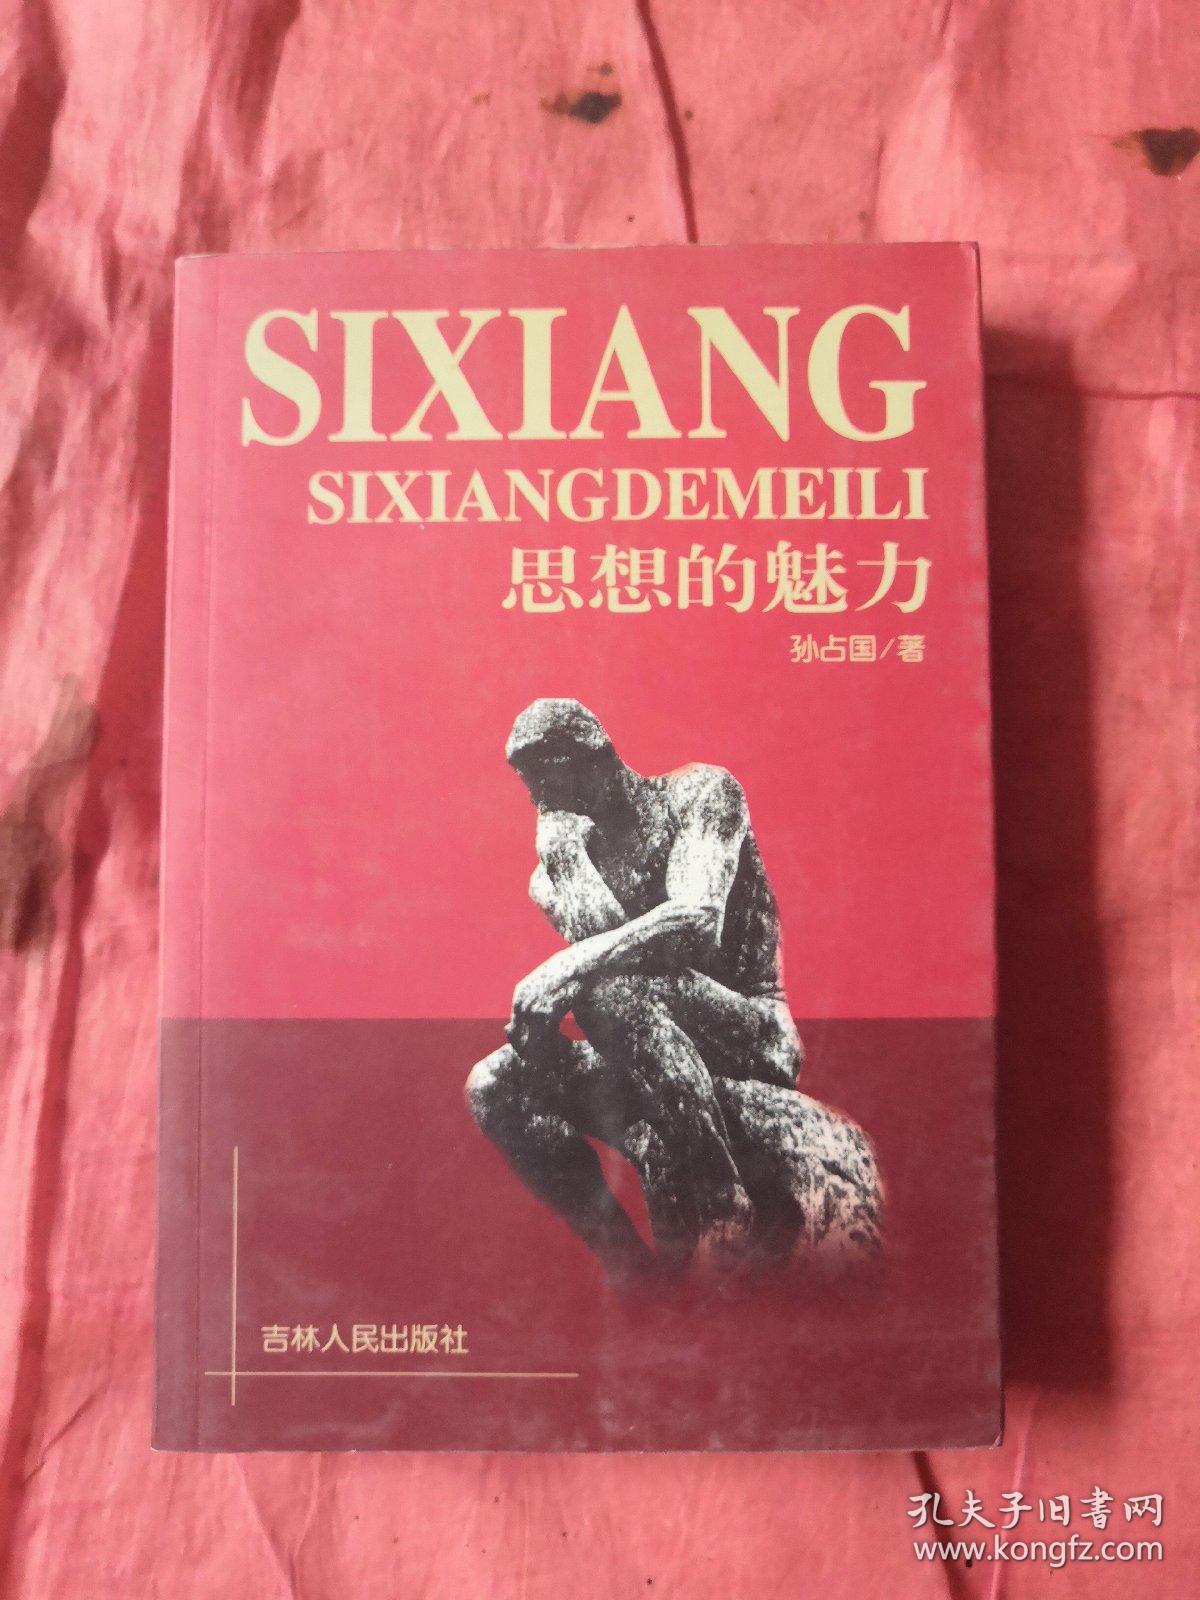 SIXIANG
SIXIANGDEMEILI
思想的魅力
孙占国/著
吉林人民出版社
孔夫子旧书网
www.kongfz.com